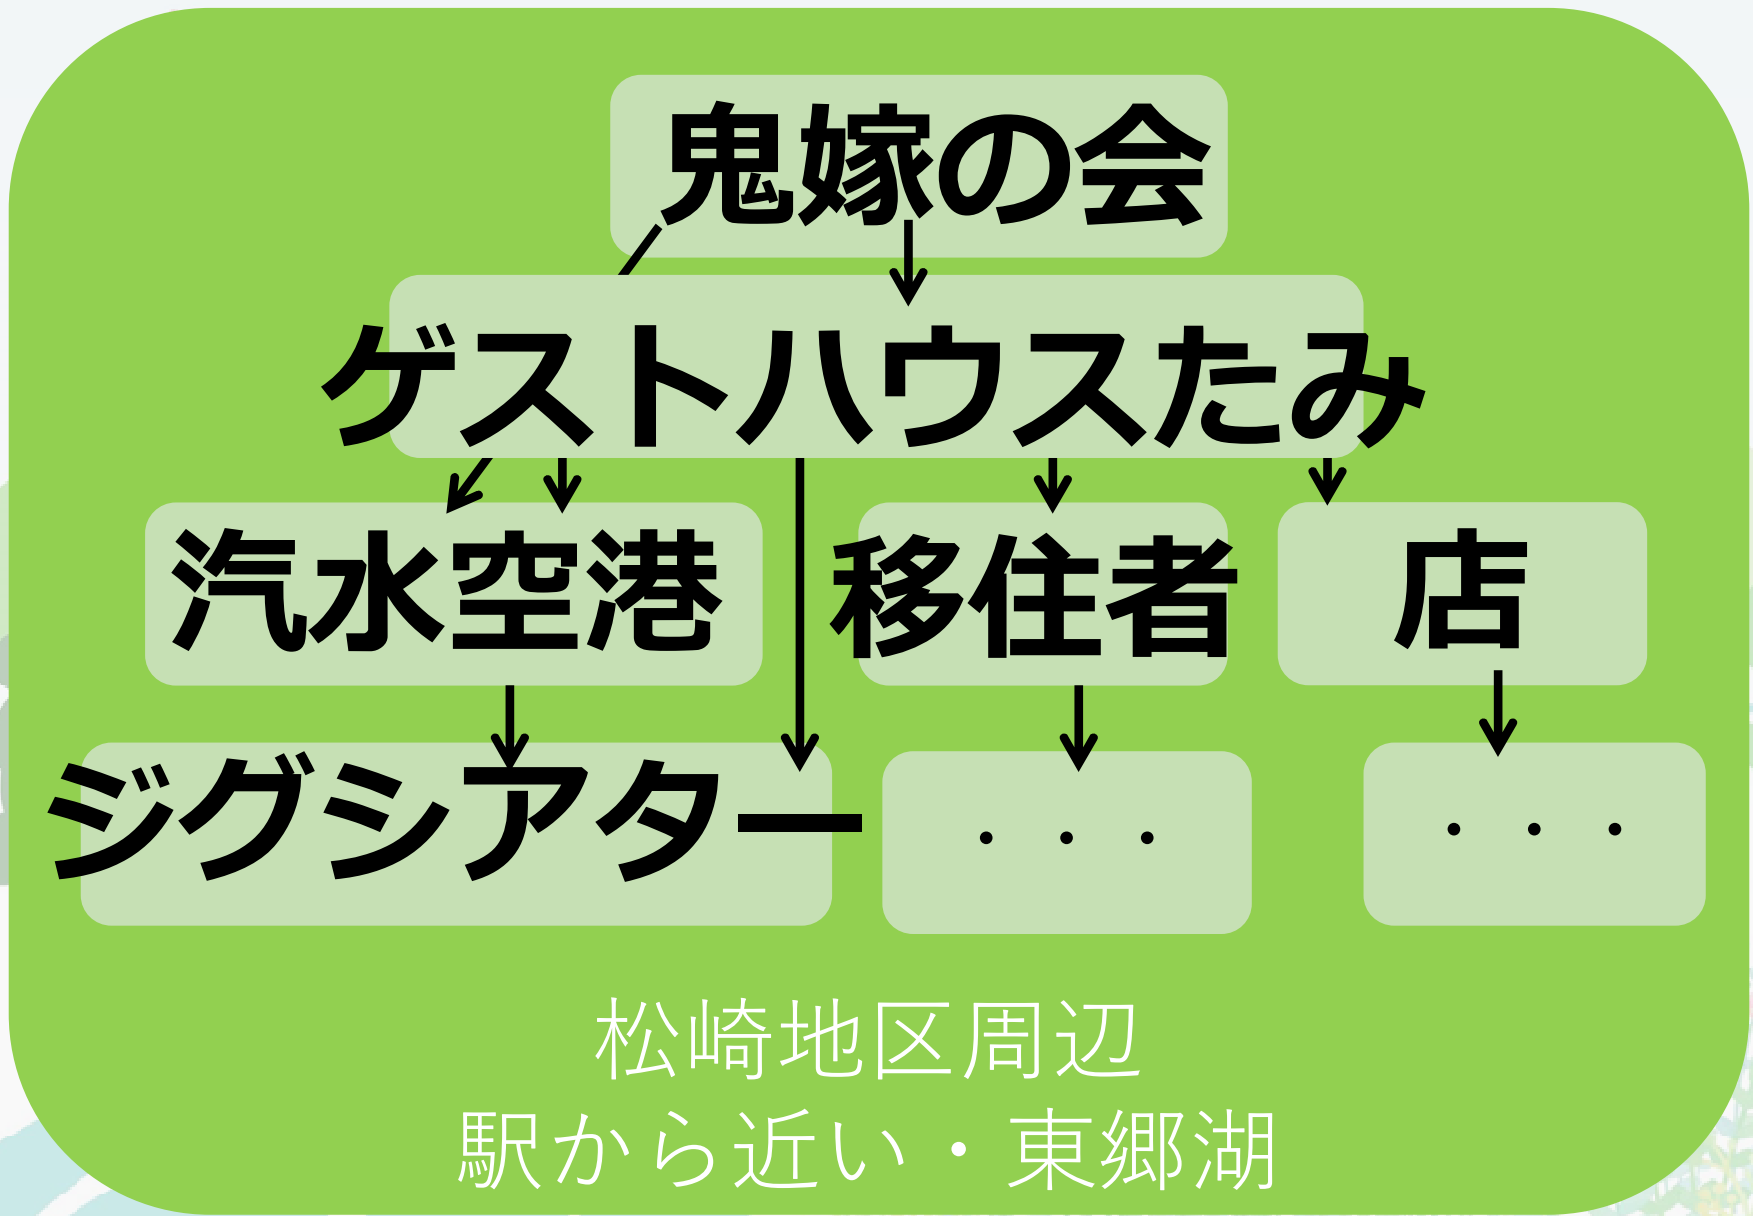 鬼嫁の会
ゲストハウスたみ
汽水空港
移住者
店
ジグシアター
・・・
・・・
松崎地区周辺
駅から近い・東郷湖